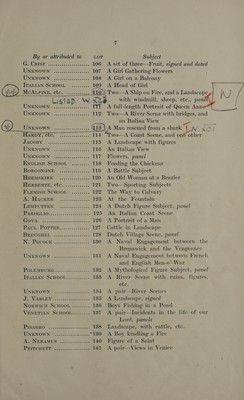 7
By or attributed to LOT Subject
G. CRISP 106 A set of three—Fruit, signed and dated
UNKNOWN 107 A Girl Gathering Flowers
UNKNOWN 108 A Girl on a Balcony
ITALIAN SCHOOL 109 A Head of Girl
MCALPINE, etc. 110 Two—A Ship on Fire, and a Landscape
with windmill, sheep, etc., panel
LISTED W
N
UNKNOWN 111 A full-length Portrait of Queen Anne
UNKNOWN 112 Two—A River Scene with bridges, and
an Italian View
UNKNOWN 113 A Man rescued from a shark
HARDY, etc. 114 Two—A Coast Scene, and one other
JACOBY 115 A Landscape with figures
UNKNOWN 116 An Italian View
UNKNOWN 117 Flowers, panel
ENGLISH SCHOOL 118 Feeding the Chickens
BORGOGNONE 119 A Battle Subject
HEEMSKIRK 120 An Old Woman at a Brazier
HERBERTE, etc. 121 Two—Sporting Subjects
FLEMISH SCHOOL 122 The Way to Calvary
A. HACKER 123 At the Fountain
124 A Dutch Figure Subject, panel
125 An Italian Coast Scene
GOYA 126 A Portrait of a Man
PAUL POTTER 127 Cattle in Landscape
BREUGHEL 128 Dutch Village Scene, panel
N. POCOCK 130 A Naval Engagement between the
Brunswick and the Vengeance
UNKNOWN 131 A Naval Engagement between French
and English Men-o'-War
POLEMBURG 132 A Mythological Figure Subject, panel
ITALIAN SCHOOL 133 A River Scene with ruins, figures,
etc.
UNKNOWN 134 A pair—River Scenes
J. VARLEY 135 A Landscape, signed
NORWICH SCHOOL 136 Boys Fishing in a Pond
VENETIAN SCHOOL 137 A pair—Incidents in the life of our
Lord, panels
PISARRO 138 Landscape, with cattle, etc.
UNKNOWN 139 A Boy kindling a Fire
A. NERAMUS 140 Figure of a Saint
PRITCHETT 141 A pair—Views in Venice